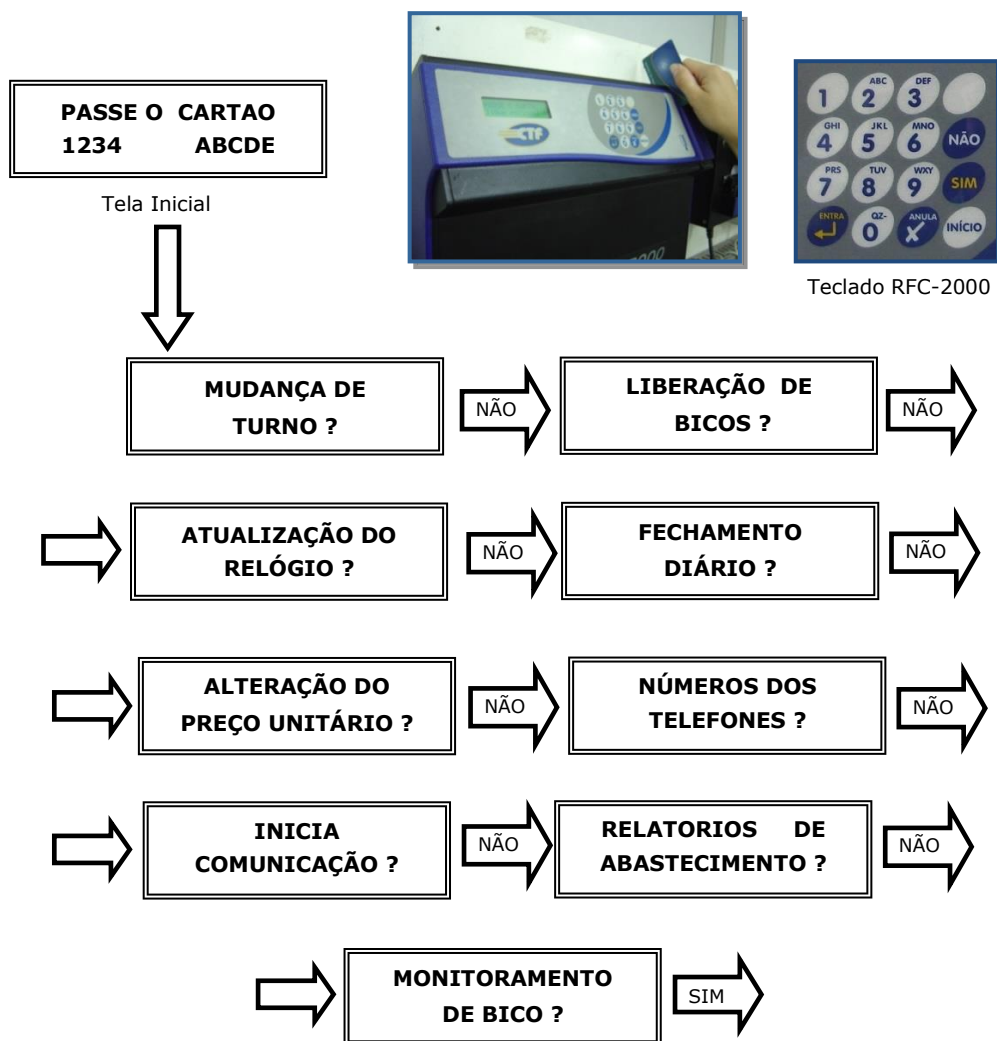 PASSE O CARTAO
1234 ABCDE
Tela Inicial
CTF
1
ABC
2
DEF
3
GHI
4
JKL
5
MNO
6
NÃO
PRS
7
TUV
8
WXY
9
SIM
ENTRA
QZ-
0
ANULA
INÍCIO
Teclado RFC-2000
MUDANÇA DE
TURNO ?
NÃO
LIBERAÇÃO DE
BICOS ?
NÃO
ATUALIZAÇÃO DO
RELÓGIO ?
NÃO
FECHAMENTO
DIÁRIO ?
NÃO
ALTERAÇÃO DO
PREÇO UNITÁRIO ?
NÃO
NÚMEROS DOS
TELEFONES ?
NÃO
INICIA
COMUNICAÇÃO ?
NÃO
RELATORIOS DE
ABASTECIMENTO ?
NÃO
MONITORAMENTO
DE BICO ?
SIM